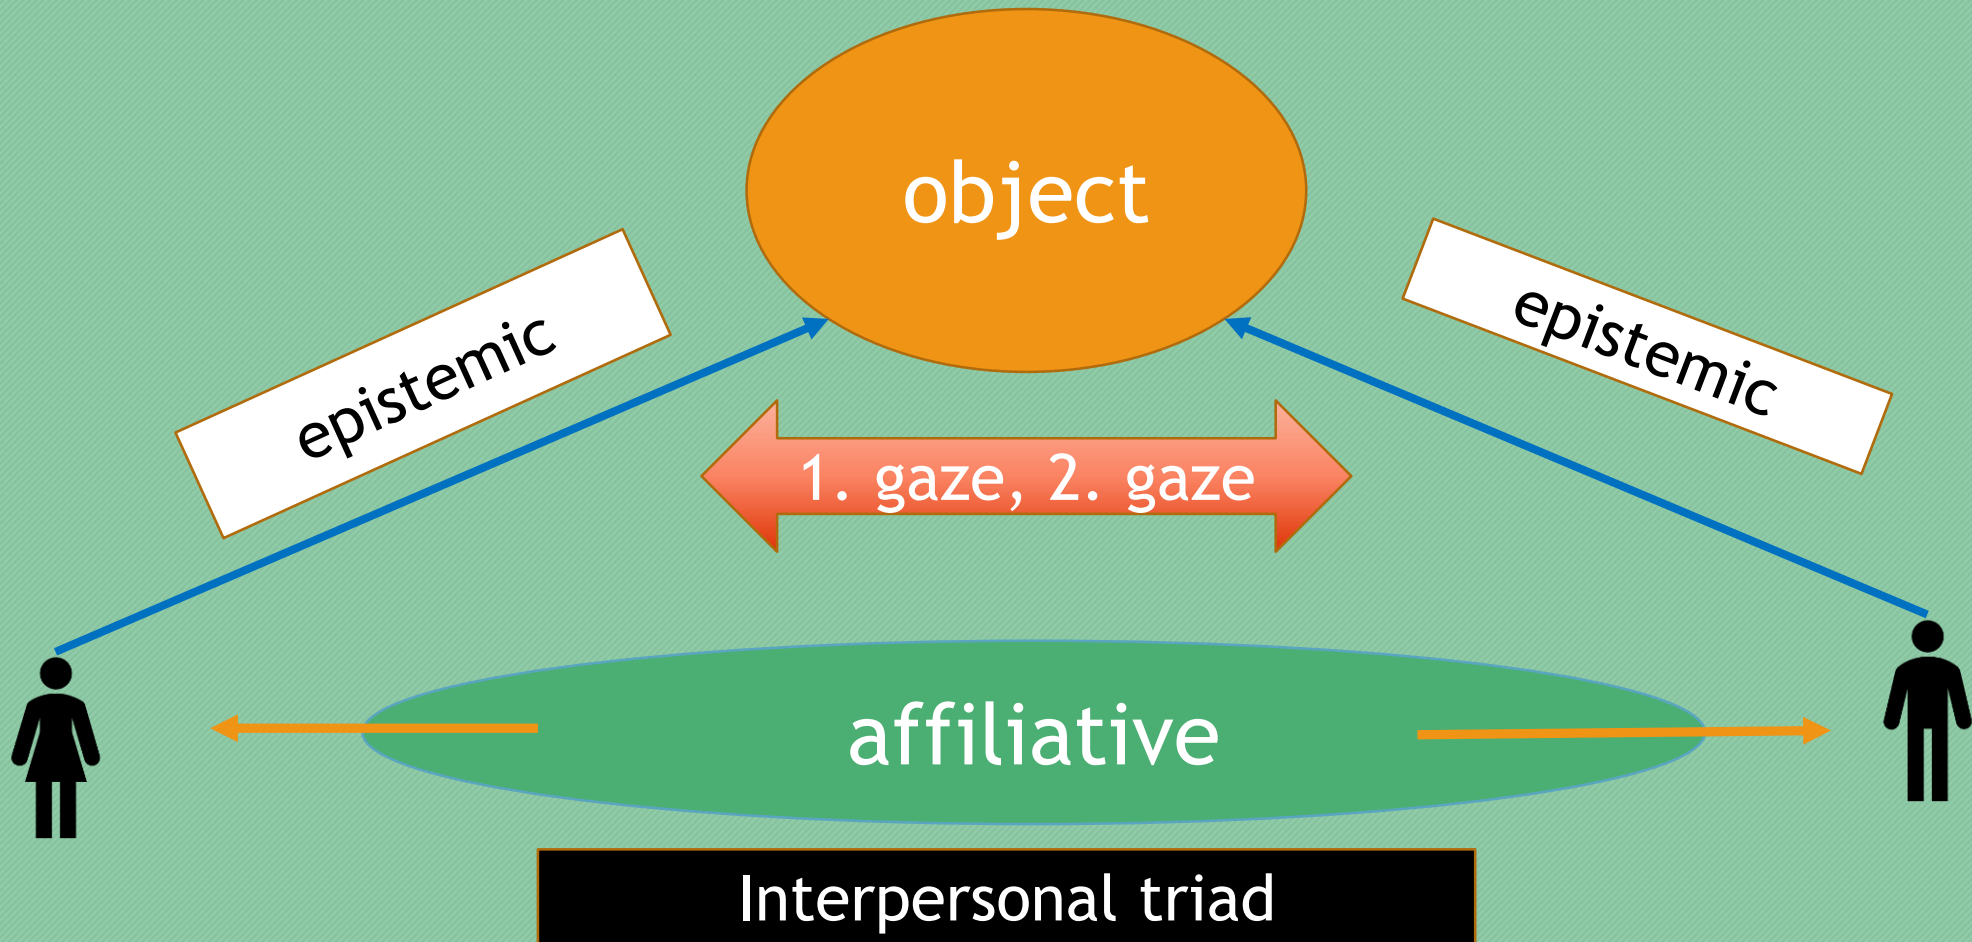 object
epistemic
epistemic
1. gaze, 2. gaze
affiliative
Interpersonal triad